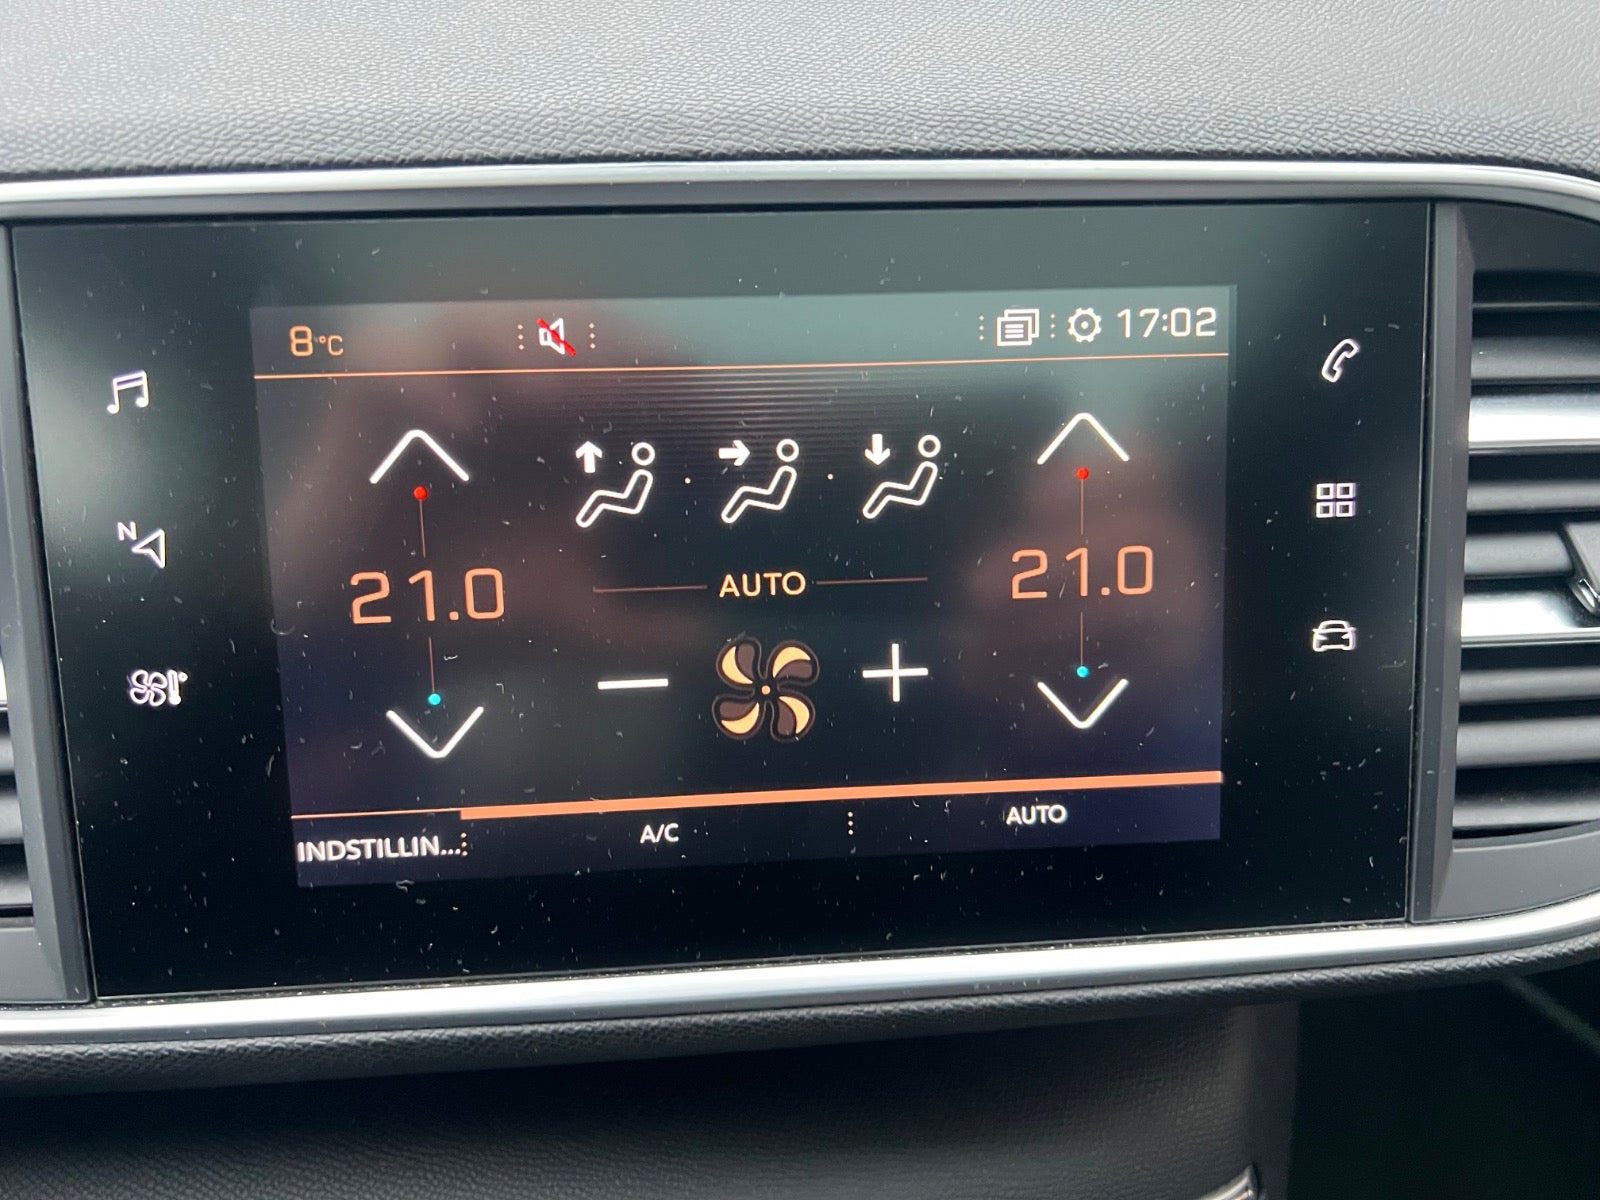 8°C
17:02
N
21.0
21.0
AUTO
INDSTILLIN...
A/C
AUTO